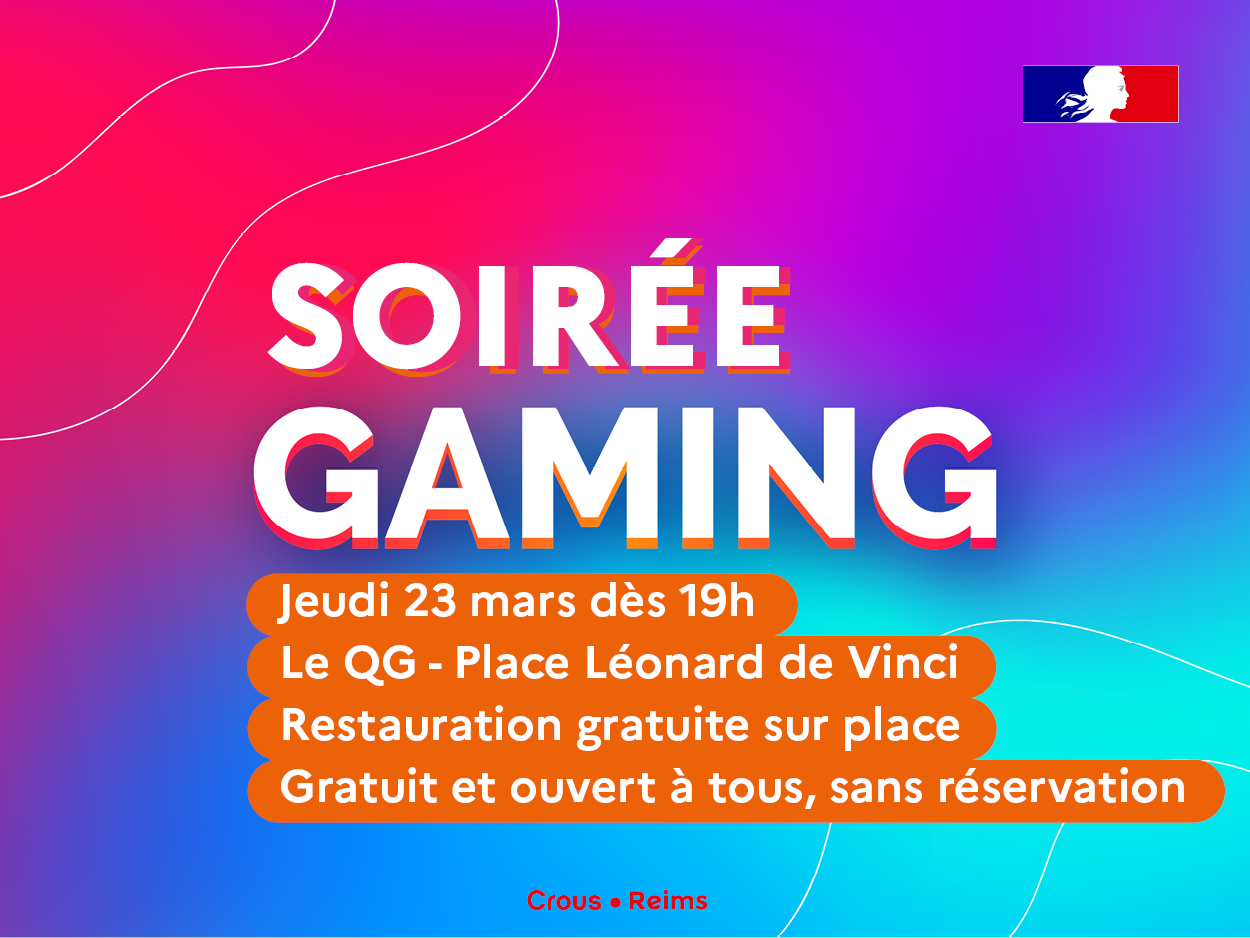 SOIRÉE
GAMING
Jeudi 23 mars dès 19h
Le QG - Place Léonard de Vinci
Restauration gratuite sur place
Gratuit et ouvert à tous, sans réservation
Crous • Reims